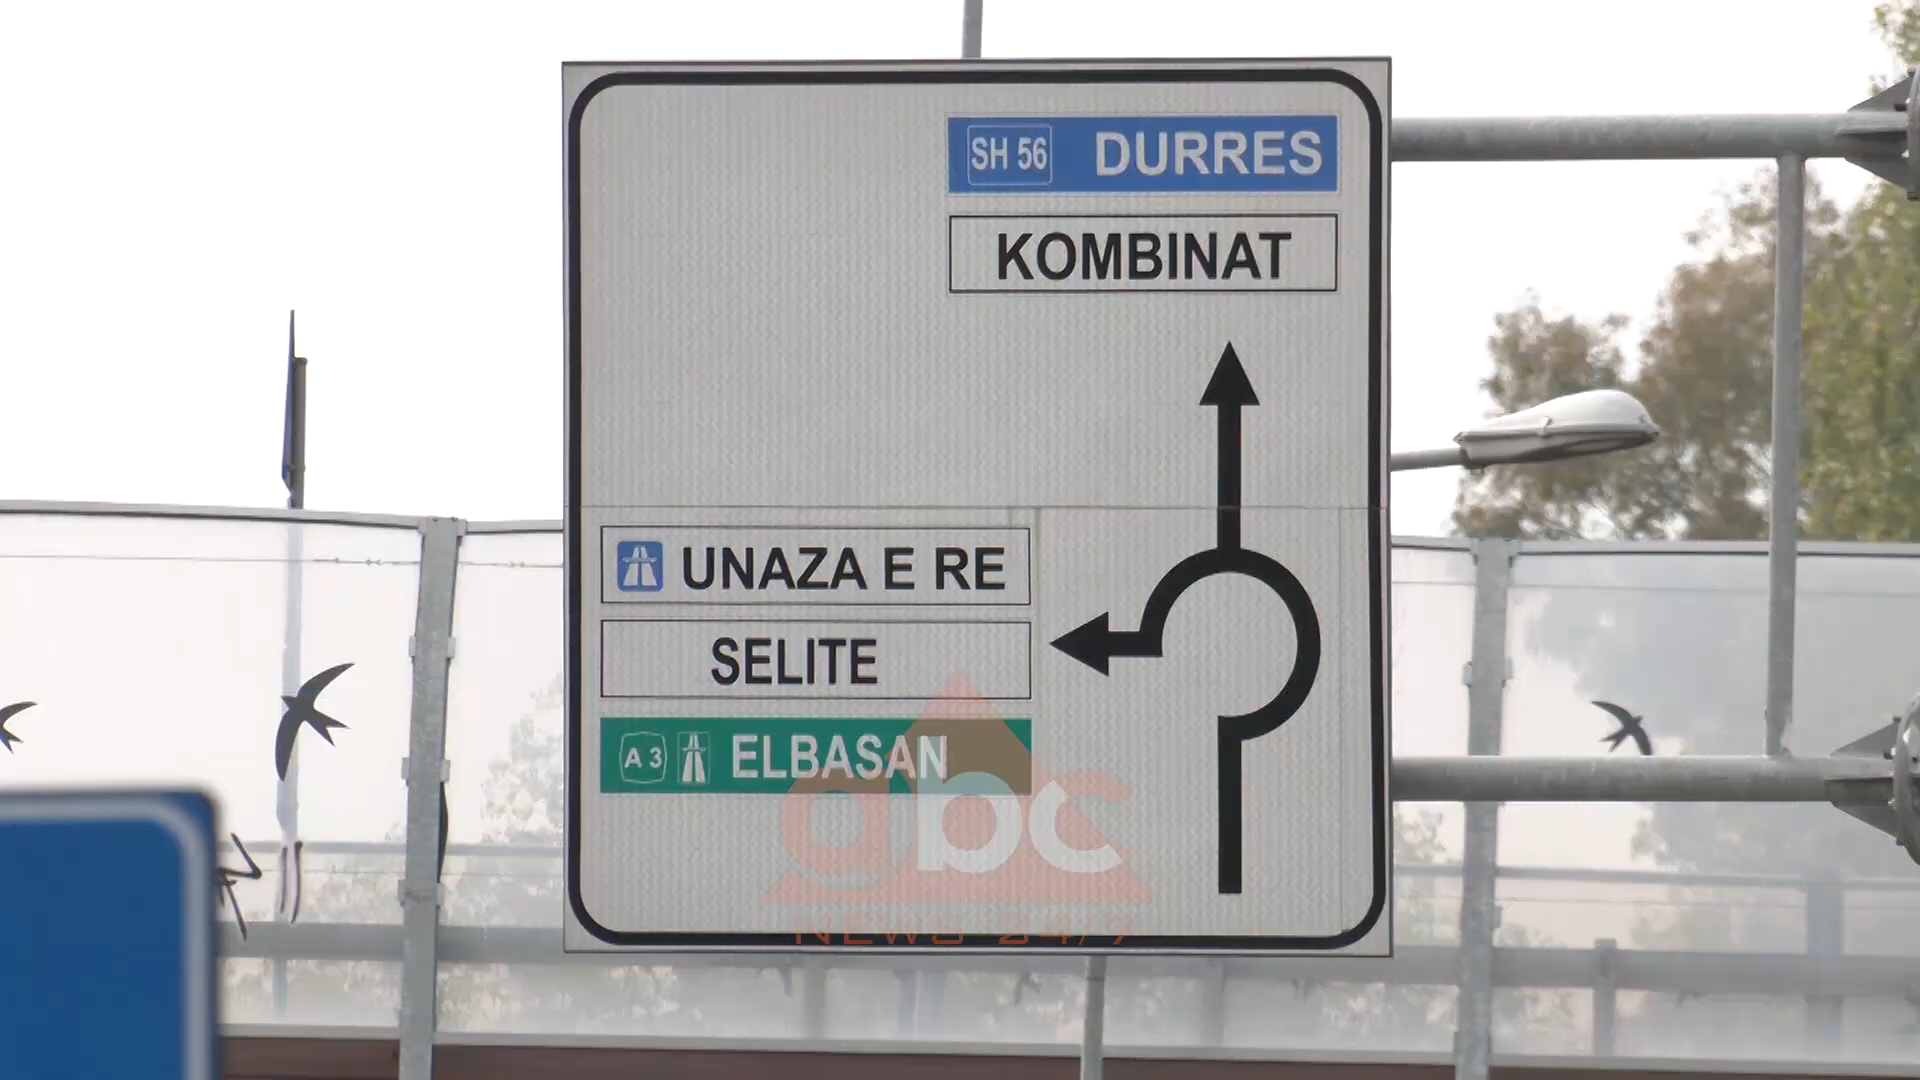 SH 56 DURRES
KOMBINAT
UNAZA E RE
SELITE
A 3 ELBASAN
abc
NEWS 24/7